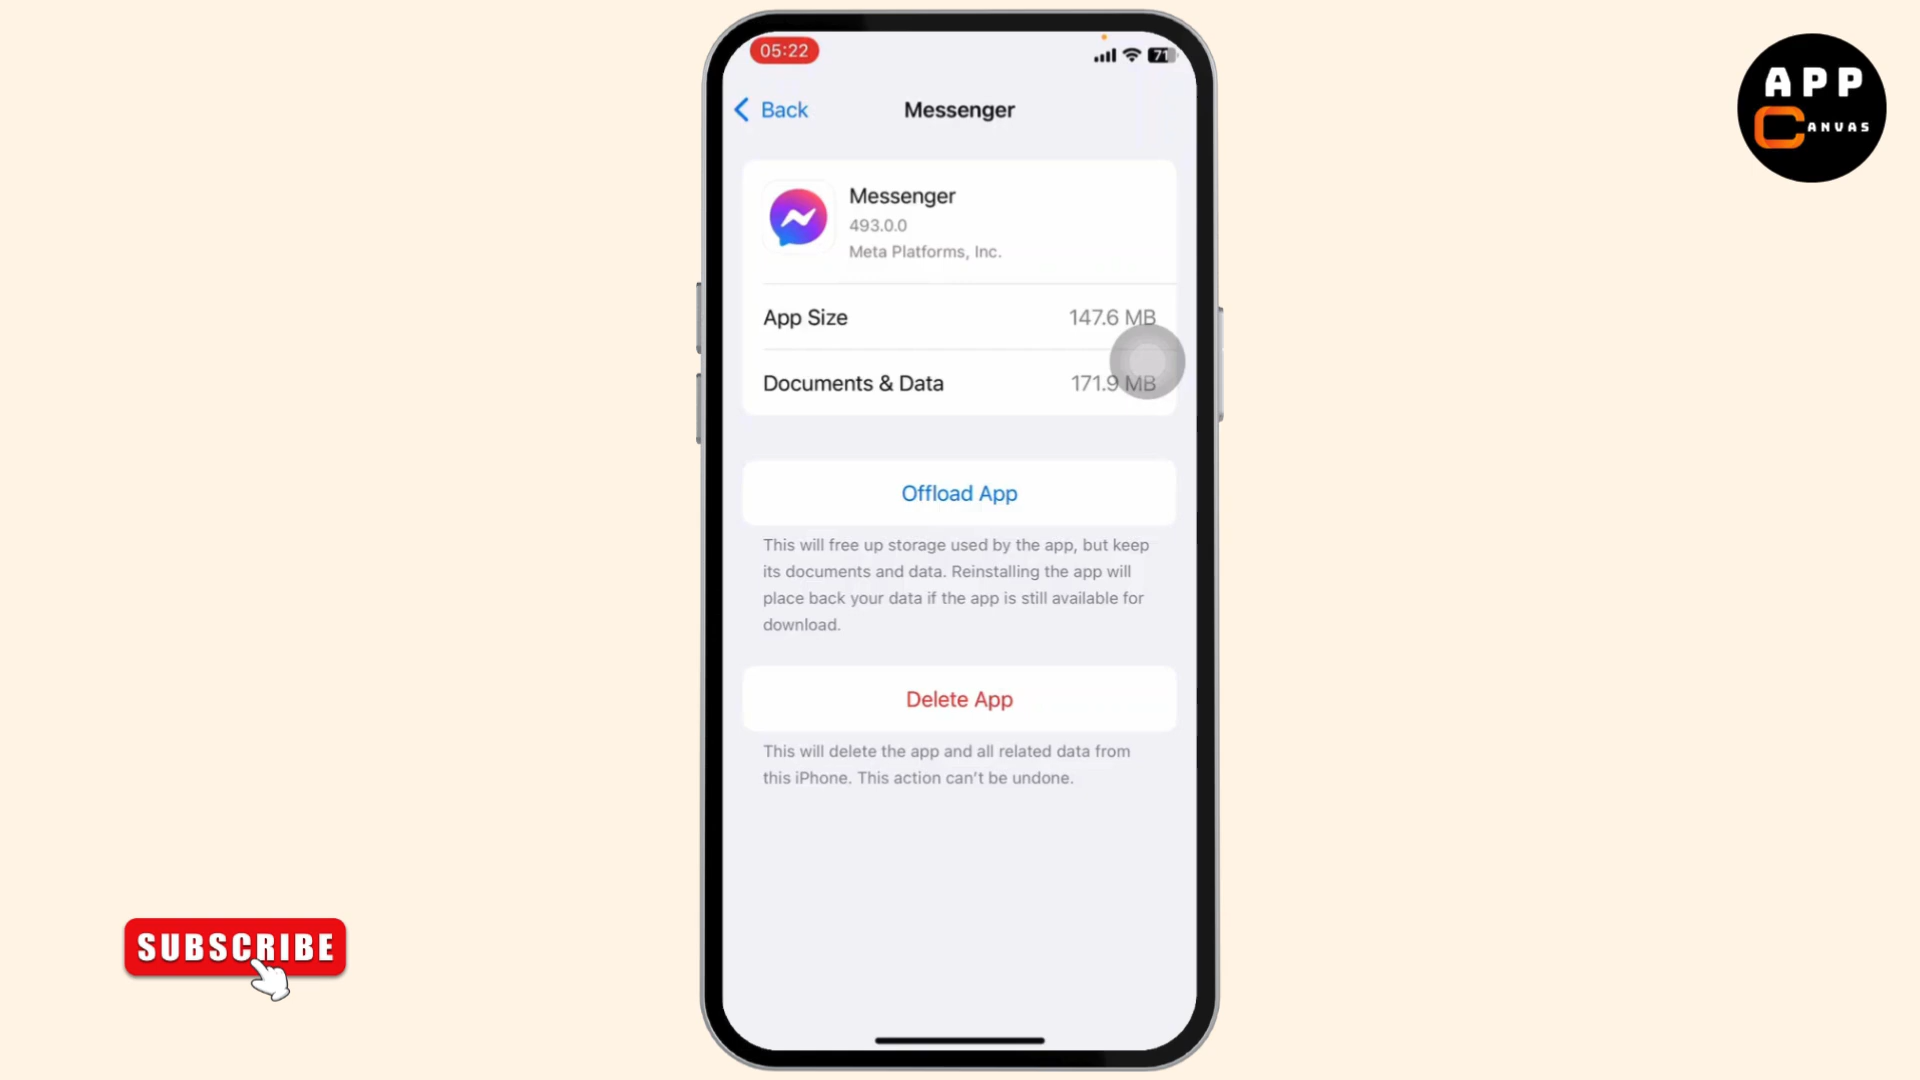 05:22
71
Back
Messenger
Messenger
493.0.0
Meta Platforms, Inc.
App Size
147.6 MB
Documents & Data
171.9 MB
Offload App
This will free up storage used by the app, but keep
its documents and data. Reinstalling the app will
place back your data if the app is still available for
download.
Delete App
This will delete the app and all related data from
this iPhone. This action can't be undone.
APP
CANVAS
SUBSCRIBE